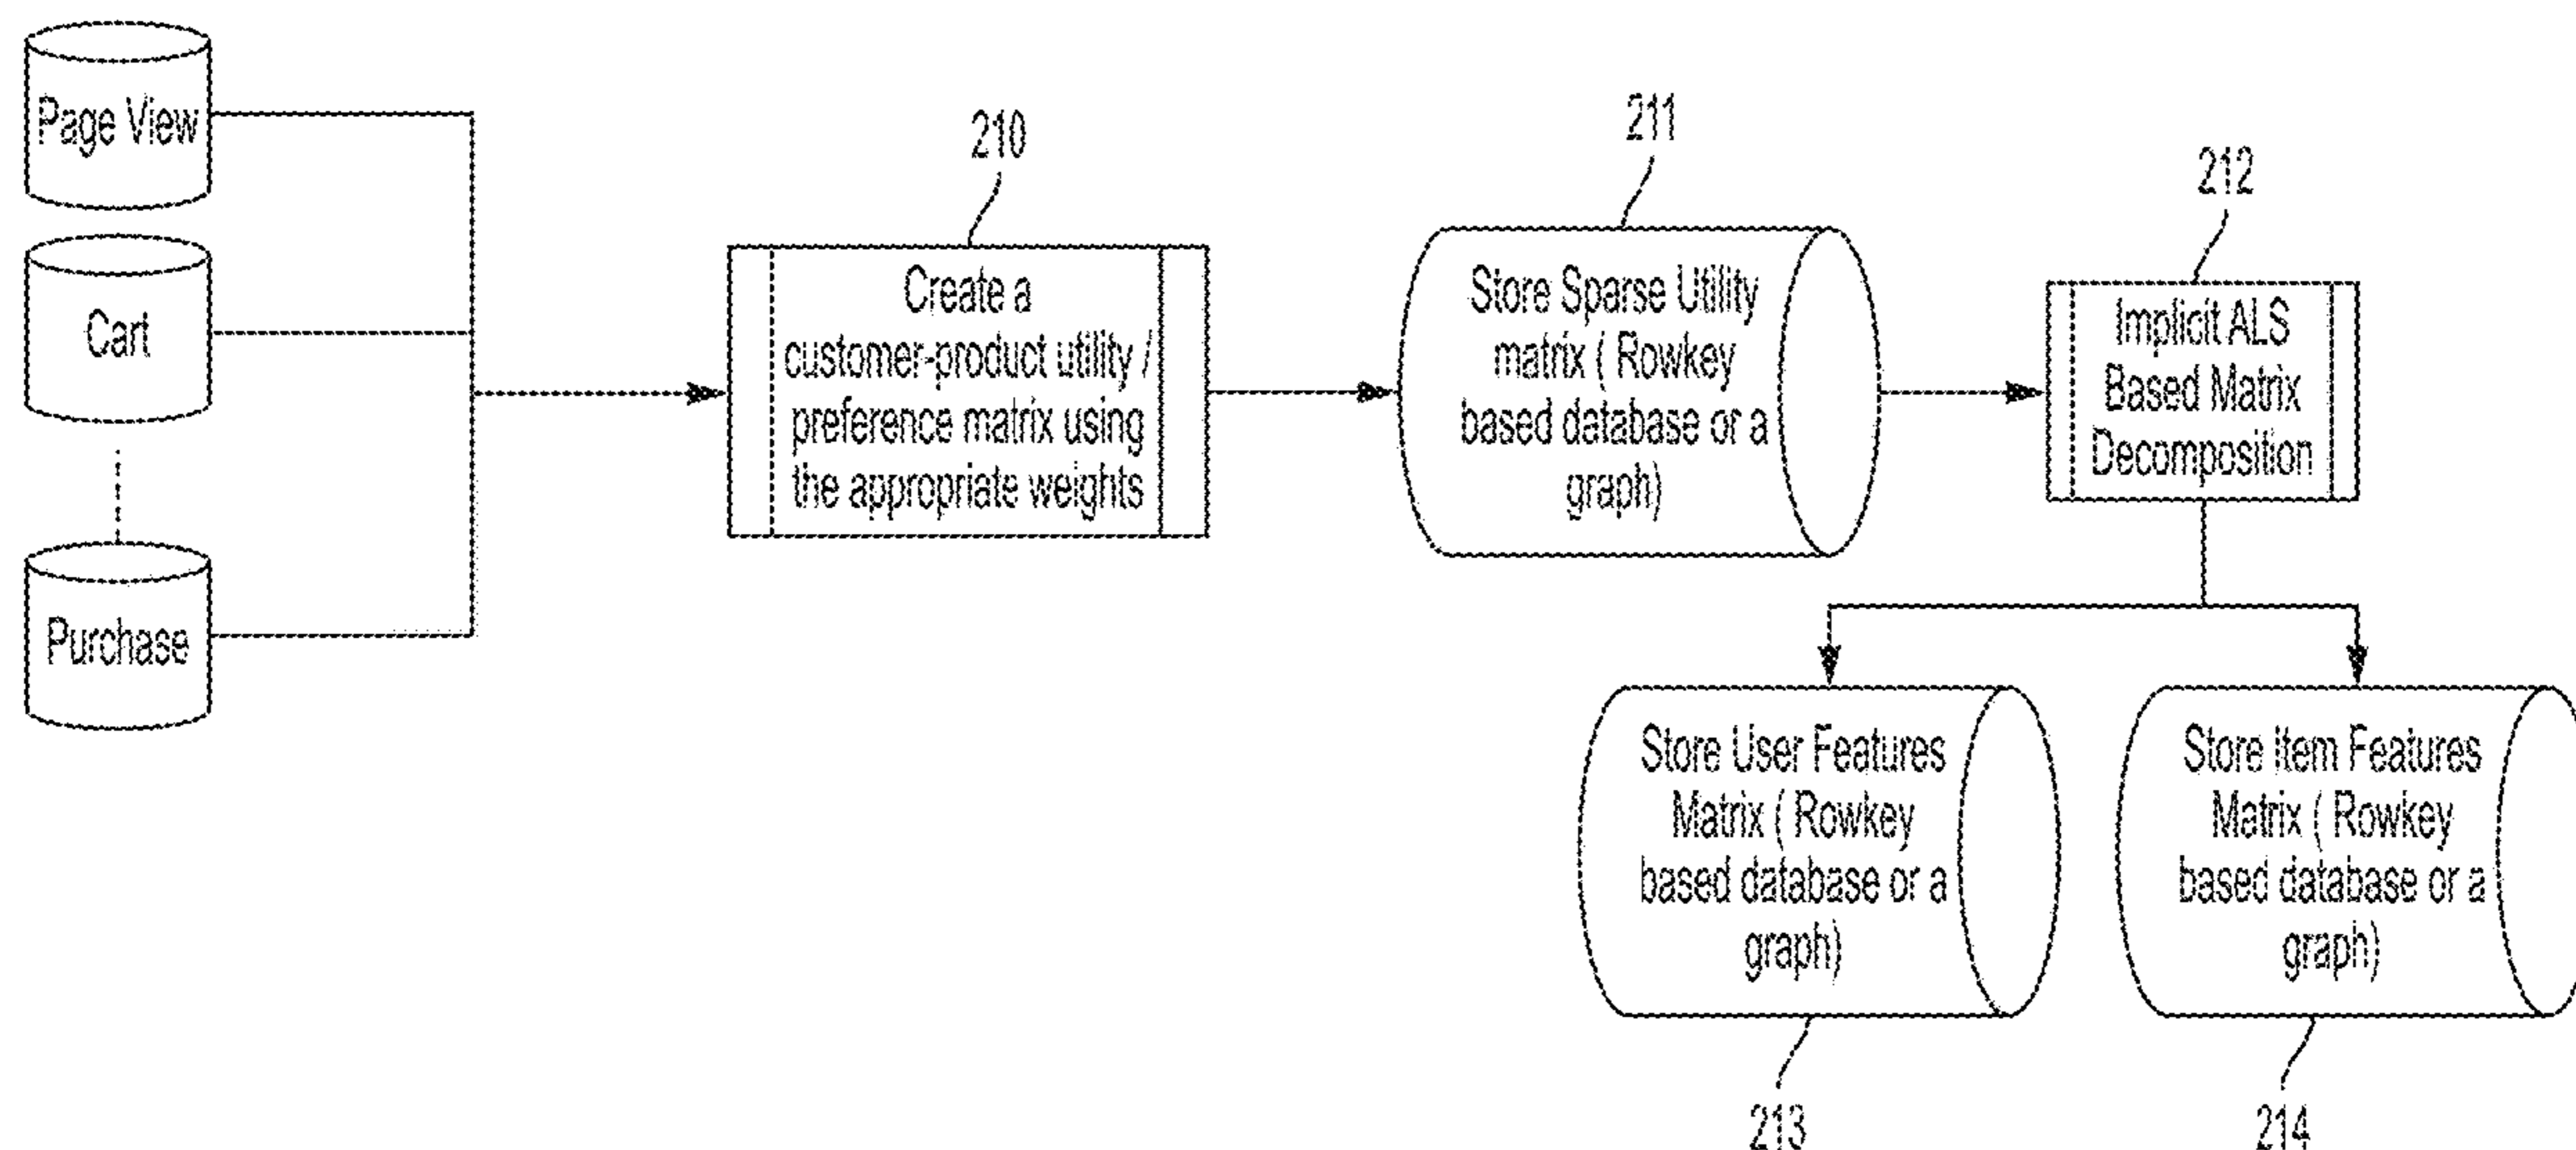 Page View
Cart
Purchase
210
Create a
customer-product utility /
preference matrix using
the appropriate weights
211
Store Sparse Utility
matrix ( Rowkey
based database or a
graph)
212
Implicit ALS
Based Matrix
Decomposition
Store User Features
Matrix ( Rowkey
based database or a
graph)
213
Store Item Features
Matrix ( Rowkey
based database or a
graph)
214